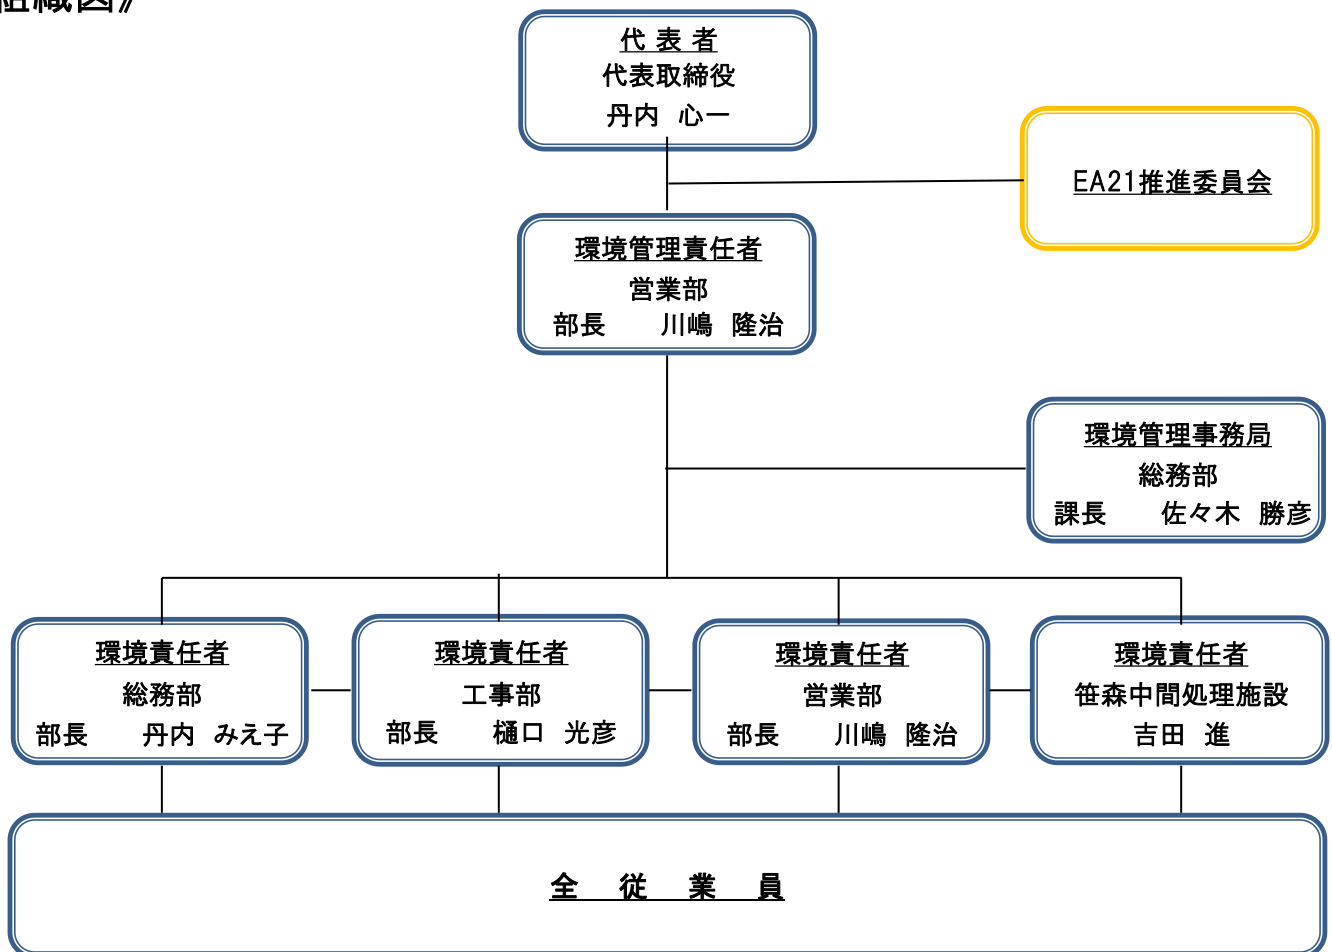 組織図》
代 表 者
代表取締役
丹内 心一
EA21推進委員会
環境管理責任者
営業部
部長 川嶋 隆治
環境管理事務局
総務部
課長 佐々木 勝彦
環境責任者
総務部
部長 丹内 みえ子
環境責任者
工事部
部長 樋口 光彦
環境責任者
営業部
部長 川嶋 隆治
環境責任者
笹森中間処理施設
吉田 進
全 従 業 員